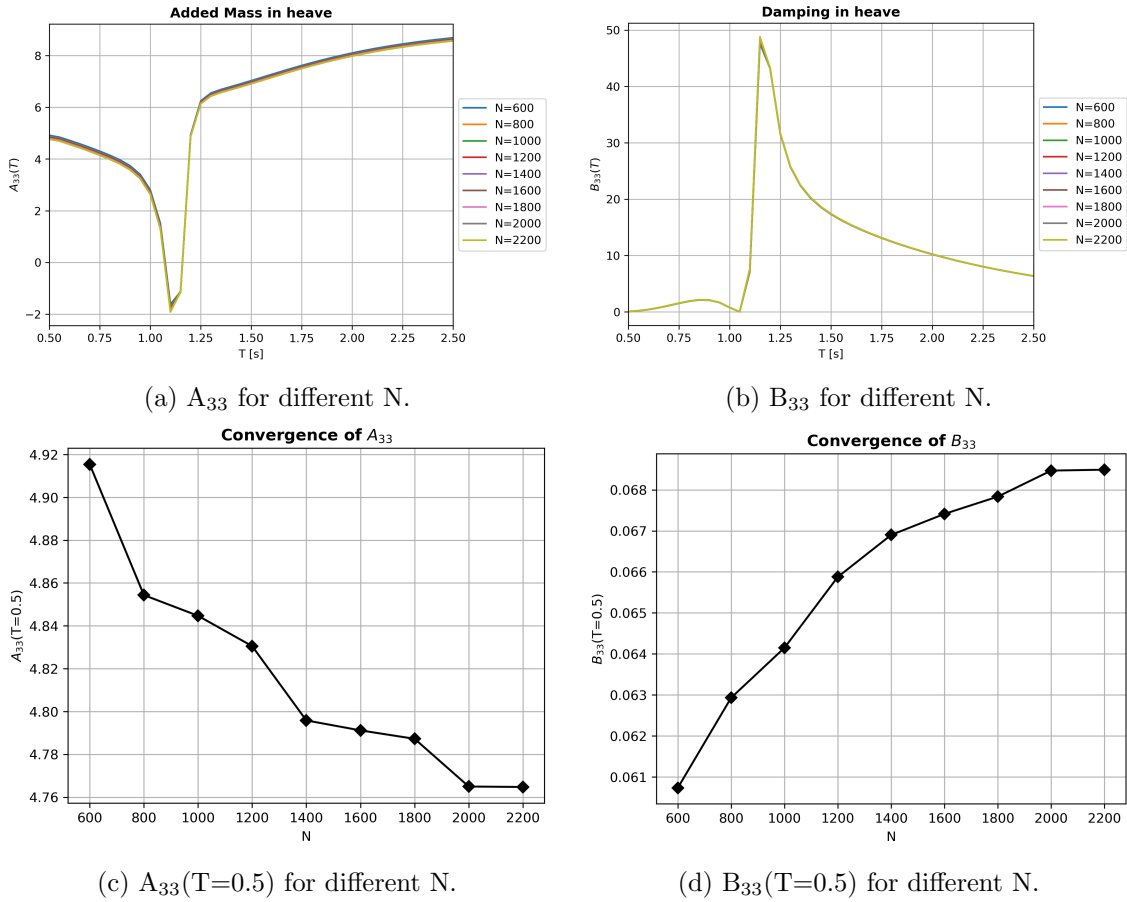 Added Mass in heave
A₃₃(T)
8
6
4
2
0
−2
0.50 0.75 1.00 1.25 1.50 1.75 2.00 2.25 2.50
T [s]
N=600
N=800
N=1000
N=1200
N=1400
N=1600
N=1800
N=2000
N=2200
(a) A₃₃ for different N.
Damping in heave
B₃₃(T)
50
40
30
20
10
0
0.50 0.75 1.00 1.25 1.50 1.75 2.00 2.25 2.50
T [s]
N=600
N=800
N=1000
N=1200
N=1400
N=1600
N=1800
N=2000
N=2200
(b) B₃₃ for different N.
Convergence of A₃₃
A₃₃(T=0.5)
4.92
4.90
4.88
4.86
4.84
4.82
4.80
4.78
4.76
600 800 1000 1200 1400 1600 1800 2000 2200
N
(c) A₃₃(T=0.5) for different N.
Convergence of B₃₃
B₃₃(T=0.5)
0.068
0.067
0.066
0.065
0.064
0.063
0.062
0.061
600 800 1000 1200 1400 1600 1800 2000 2200
N
(d) B₃₃(T=0.5) for different N.